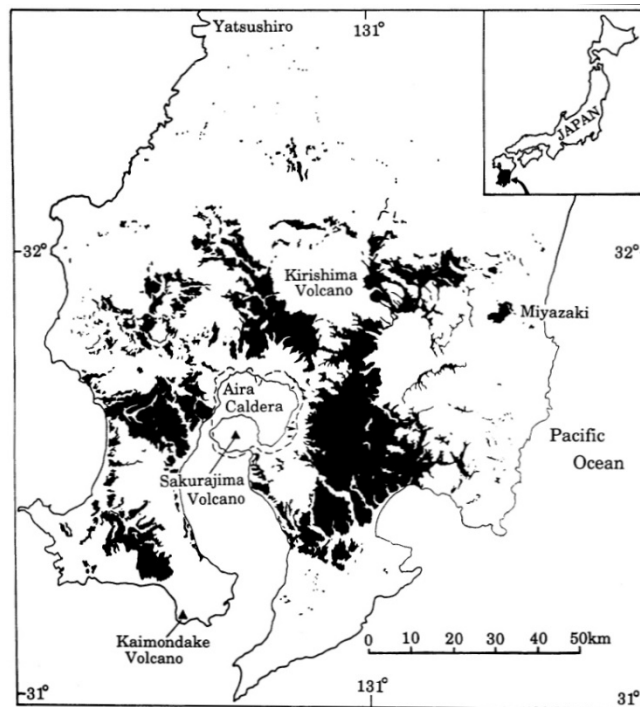 Yatsushiro
131°
JAPAN
32°
32°
Kirishima
Volcano
Miyazaki
Aira
Caldera
Pacific
Ocean
Sakurajima
Volcano
Kaimondake
Volcano
0 10 20 30 40 50km
31°
131°
31°